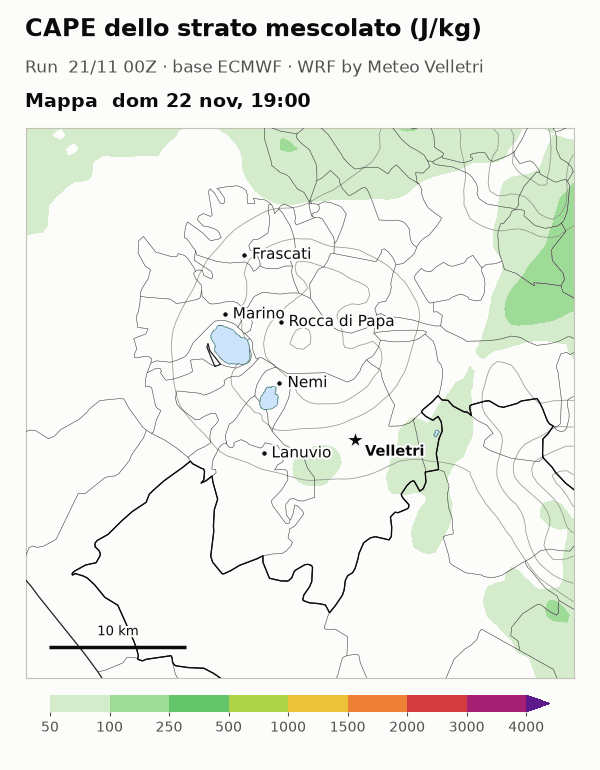 CAPE dello strato mescolato (J/kg)
Run  21/11 00Z · base ECMWF · WRF by Meteo Velletri
Mappa  dom 22 nov, 19:00
Frascati
Marino
Rocca di Papa
Nemi
Lanuvio
Velletri
10 km
50 100 250 500 1000 1500 2000 3000 4000